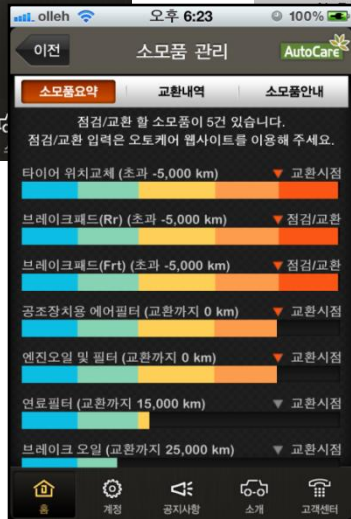 olleh 오후 6:23 100%
이전 소모품 관리 AutoCare
소모품요약 교환내역 소모품안내
점검/교환 할 소모품이 5건 있습니다.
점검/교환 입력은 오토케어 웹사이트를 이용해 주세요.
타이어 위치교체 (초과 -5,000 km) ▼ 교환시점
브레이크패드(Rr) (초과 -5,000 km) ▼ 점검/교환
브레이크패드(Frt) (초과 -5,000 km) ▼ 점검/교환
공조장치용 에어필터 (교환까지 0 km) ▼ 교환시점
엔진오일 및 필터 (교환까지 0 km) ▼ 교환시점
연료필터 (교환까지 15,000 km) ▼ 교환시점
브레이크 오일 (교환까지 25,000 km) ▼ 교환시점
홈 계정 공지사항 소개 고객센터